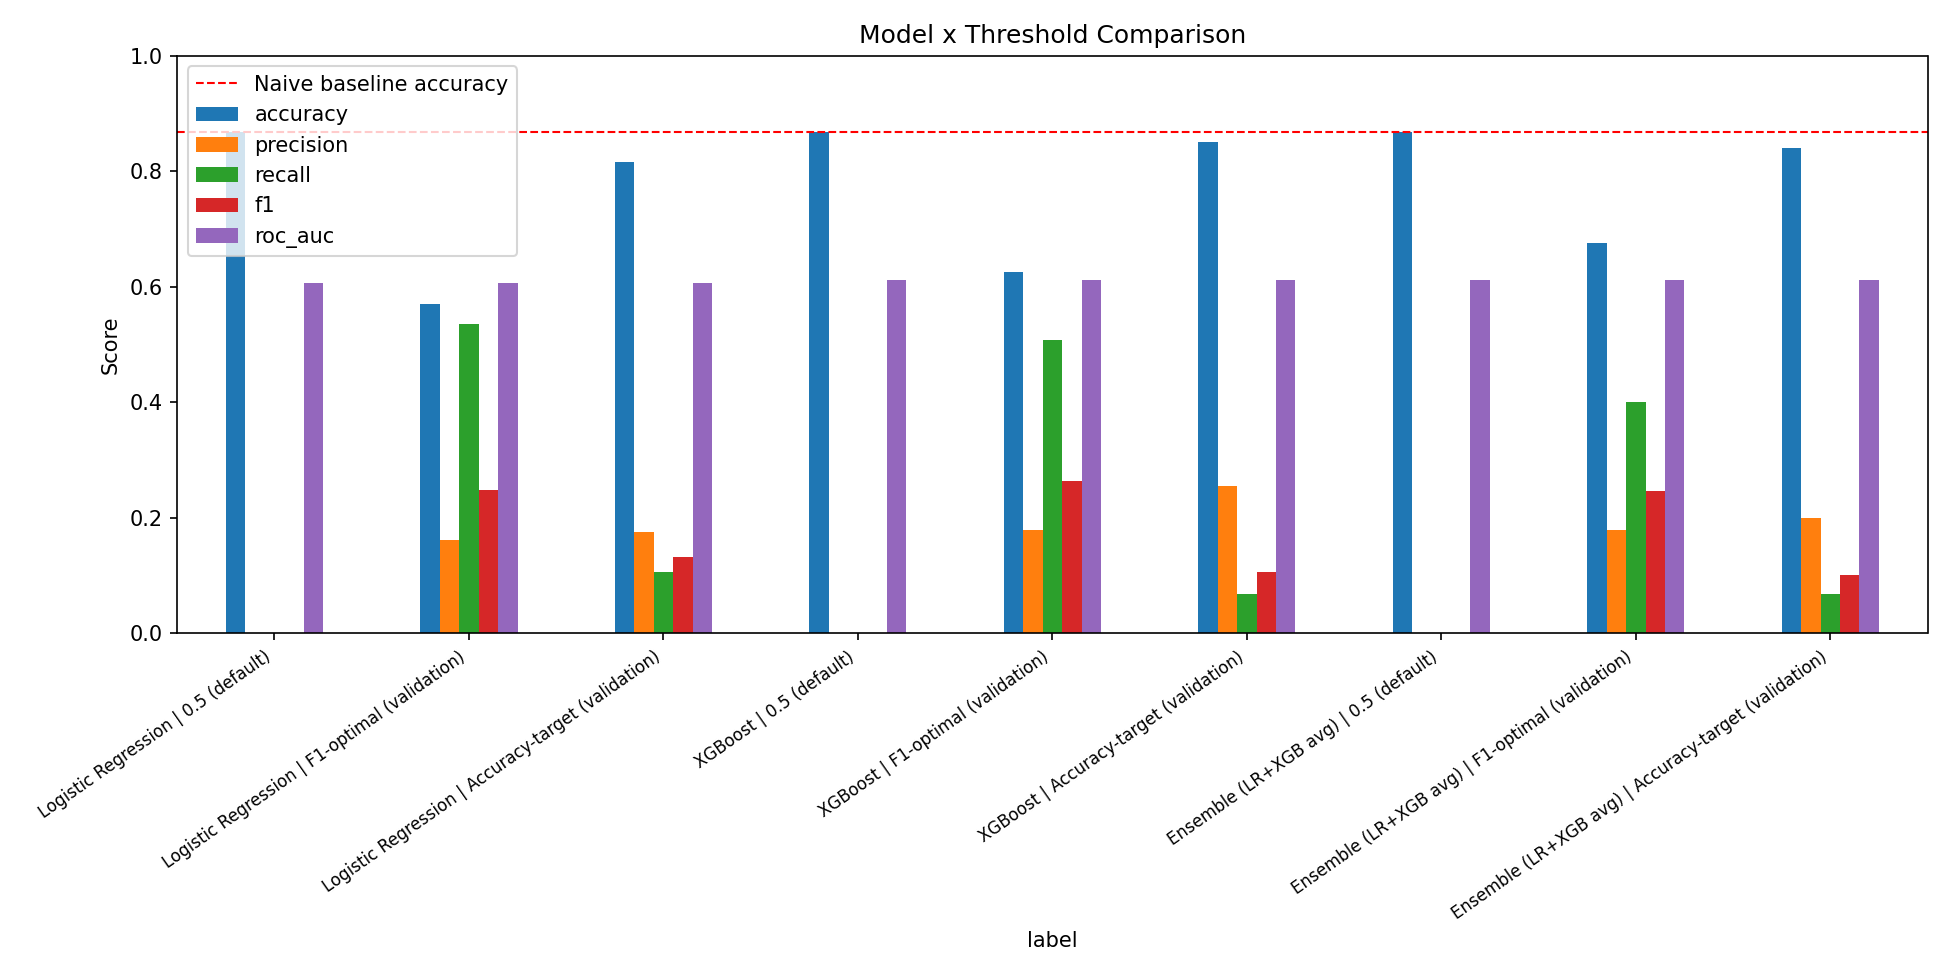 Model x Threshold Comparison
1.0
0.8
0.6
0.4
0.2
0.0
Score
Naive baseline accuracy
accuracy
precision
recall
f1
roc_auc
Logistic Regression | 0.5 (default)
Logistic Regression | F1-optimal (validation)
Logistic Regression | Accuracy-target (validation)
XGBoost | 0.5 (default)
XGBoost | F1-optimal (validation)
XGBoost | Accuracy-target (validation)
Ensemble (LR+XGB avg) | 0.5 (default)
Ensemble (LR+XGB avg) | F1-optimal (validation)
Ensemble (LR+XGB avg) | Accuracy-target (validation)
label